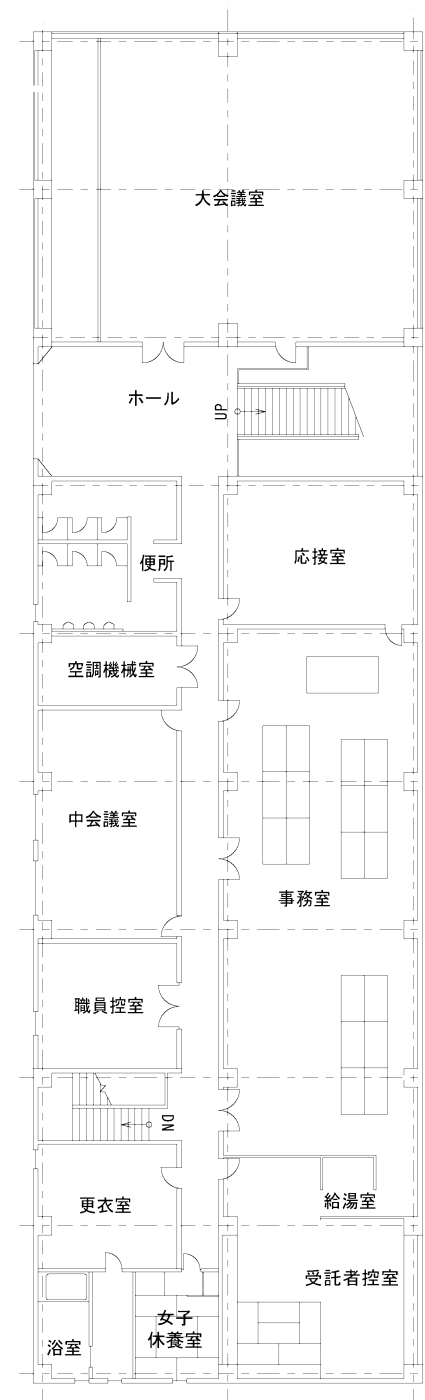 大会議室
ホール
UP
便所
応接室
空調機械室
中会議室
事務室
職員控室
DN
更衣室
給湯室
受託者控室
女子
休養室
浴室